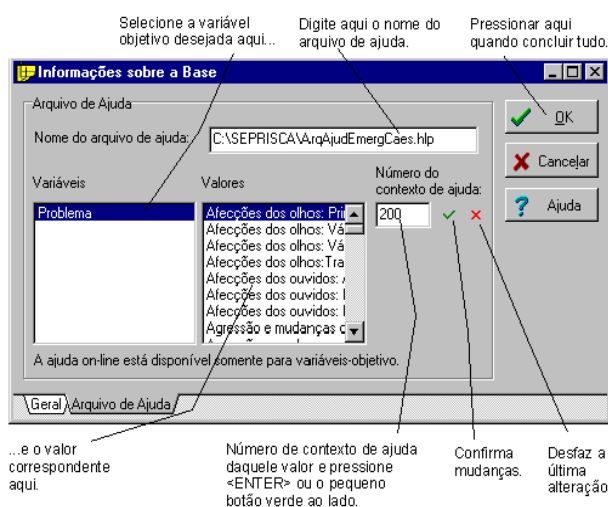 Selecione a variável
objetivo desejada aqui...
Digite aqui o nome do
arquivo de ajuda.
Pressionar aqui
quando concluir tudo.
Informações sobre a Base
Arquivo de Ajuda
Nome do arquivo de ajuda:
C:\SEPRISCA\ArqAjudEmergCaes.hlp
OK
Cancelar
Ajuda
Variáveis
Problema
Valores
Afecções dos olhos: Pri
Afecções dos olhos: Vá
Afecções dos olhos: Vá
Afecções dos olhos:Tra
Afecções dos ouvidos:
Afecções dos ouvidos:
Afecções dos ouvidos:
Agressão e mudanças
Número do
contexto de ajuda:
200
A ajuda on-line está disponível somente para variáveis-objetivo.
Geral
Arquivo de Ajuda
...e o valor
correspondente
aqui.
Número de contexto de ajuda
daquele valor e pressione
<ENTER> ou o pequeno
botão verde ao lado.
Confirma
mudanças.
Desfaz a
última
alteração